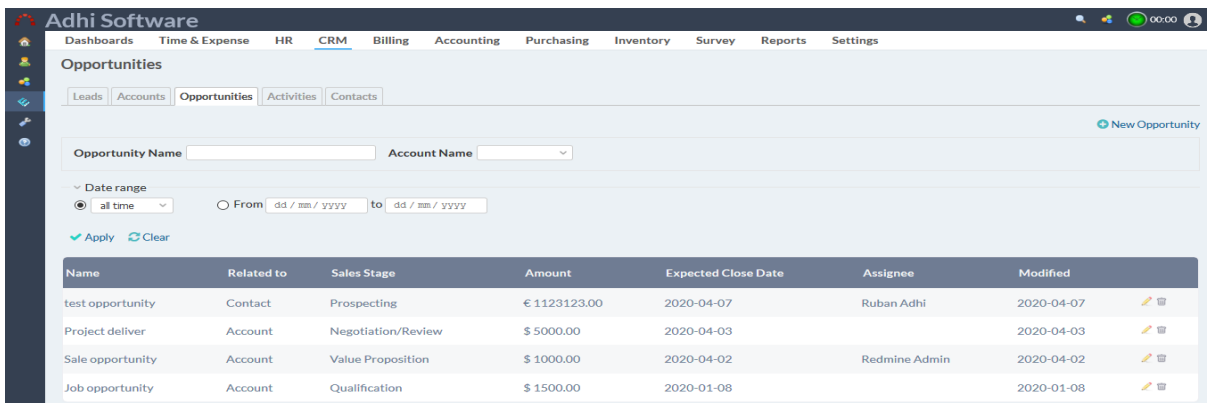 Adhi Software 00:00
Dashboards Time & Expense HR CRM Billing Accounting Purchasing Inventory Survey Reports Settings
Opportunities
Leads Accounts Opportunities Activities Contacts
New Opportunity
Opportunity Name Account Name
Date range
all time From dd / mm / yyyy to dd / mm / yyyy
Apply Clear
Name Related to Sales Stage Amount Expected Close Date Assignee Modified
test opportunity Contact Prospecting € 1123123.00 2020-04-07 Ruban Adhi 2020-04-07
Project deliver Account Negotiation/Review $ 5000.00 2020-04-03 2020-04-03
Sale opportunity Account Value Proposition $ 1000.00 2020-04-02 Redmine Admin 2020-04-02
Job opportunity Account Qualification $ 1500.00 2020-01-08 2020-01-08